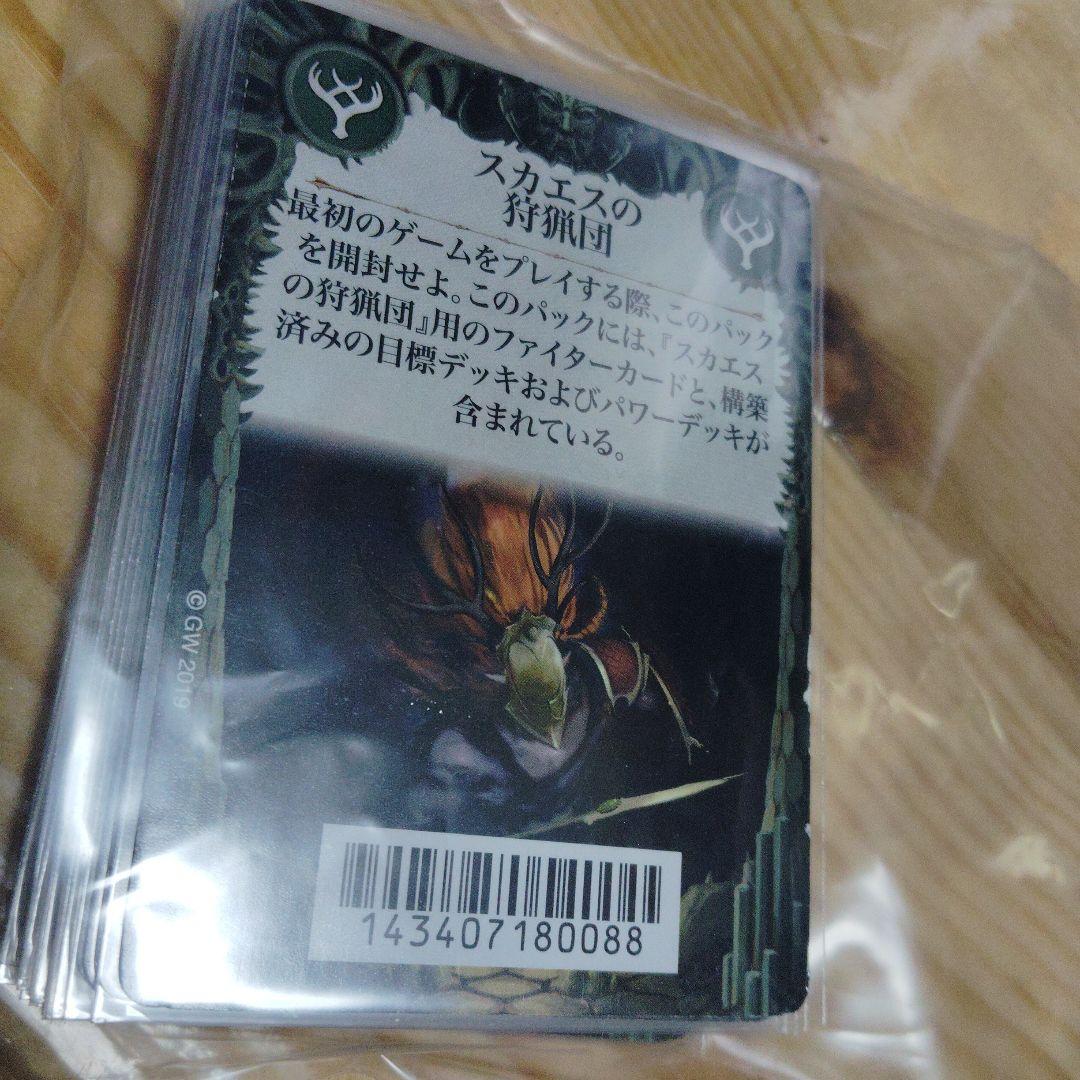 スカエスの
狩猟団
最初のゲームをプレイする際、このパック
を開封せよ。このパックには、『スカエス
の狩猟団』用のファイターカードと、構築
済みの目標デッキおよびパワーデッキが
含まれている。
© GW 2019
143407180088